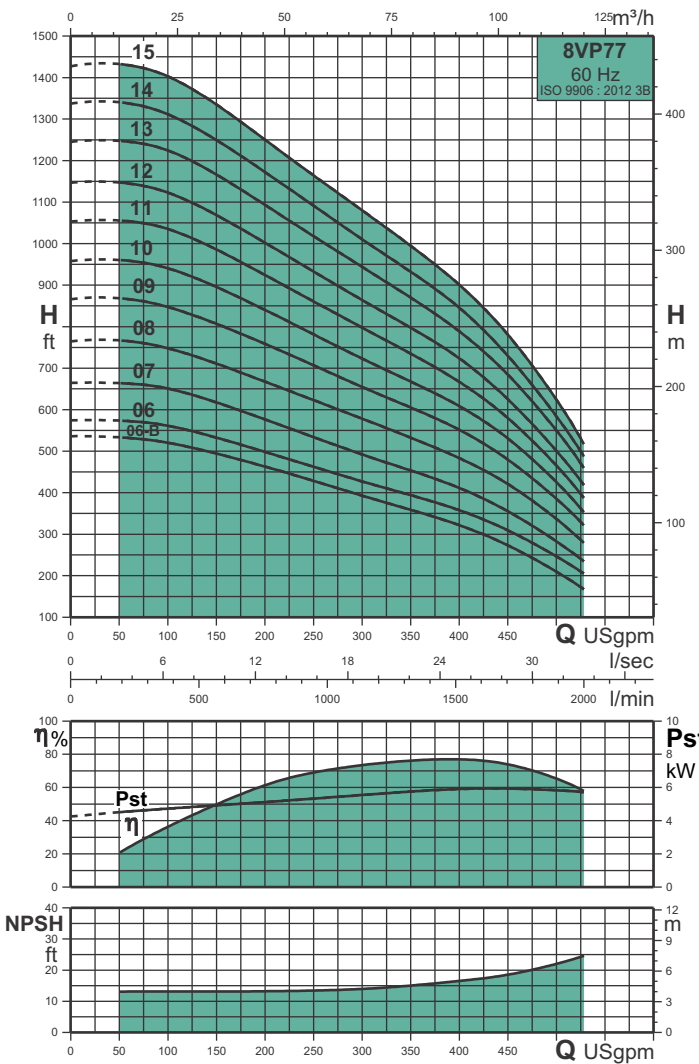 0 25 50 75 100 125 m³/h
8VP77
60 Hz
ISO 9906 : 2012 3B
1500
1400
1300
1200
1100
1000
900
H
ft
700
600
500
400
300
200
100
15
14
13
12
11
10
09
08
07
06
06-B
400
300
H
m
200
100
0 50 100 150 200 250 300 350 400 450 Q USgpm
0 6 12 18 24 30 l/sec
0 500 1000 1500 2000 l/min
η%
100
80
60
40
20
0
Pst
η
10
Pst
8
kW
6
4
2
0
NPSH
ft
40
30
20
10
0
12
m
9
6
3
0
0 50 100 150 200 250 300 350 400 450 Q USgpm